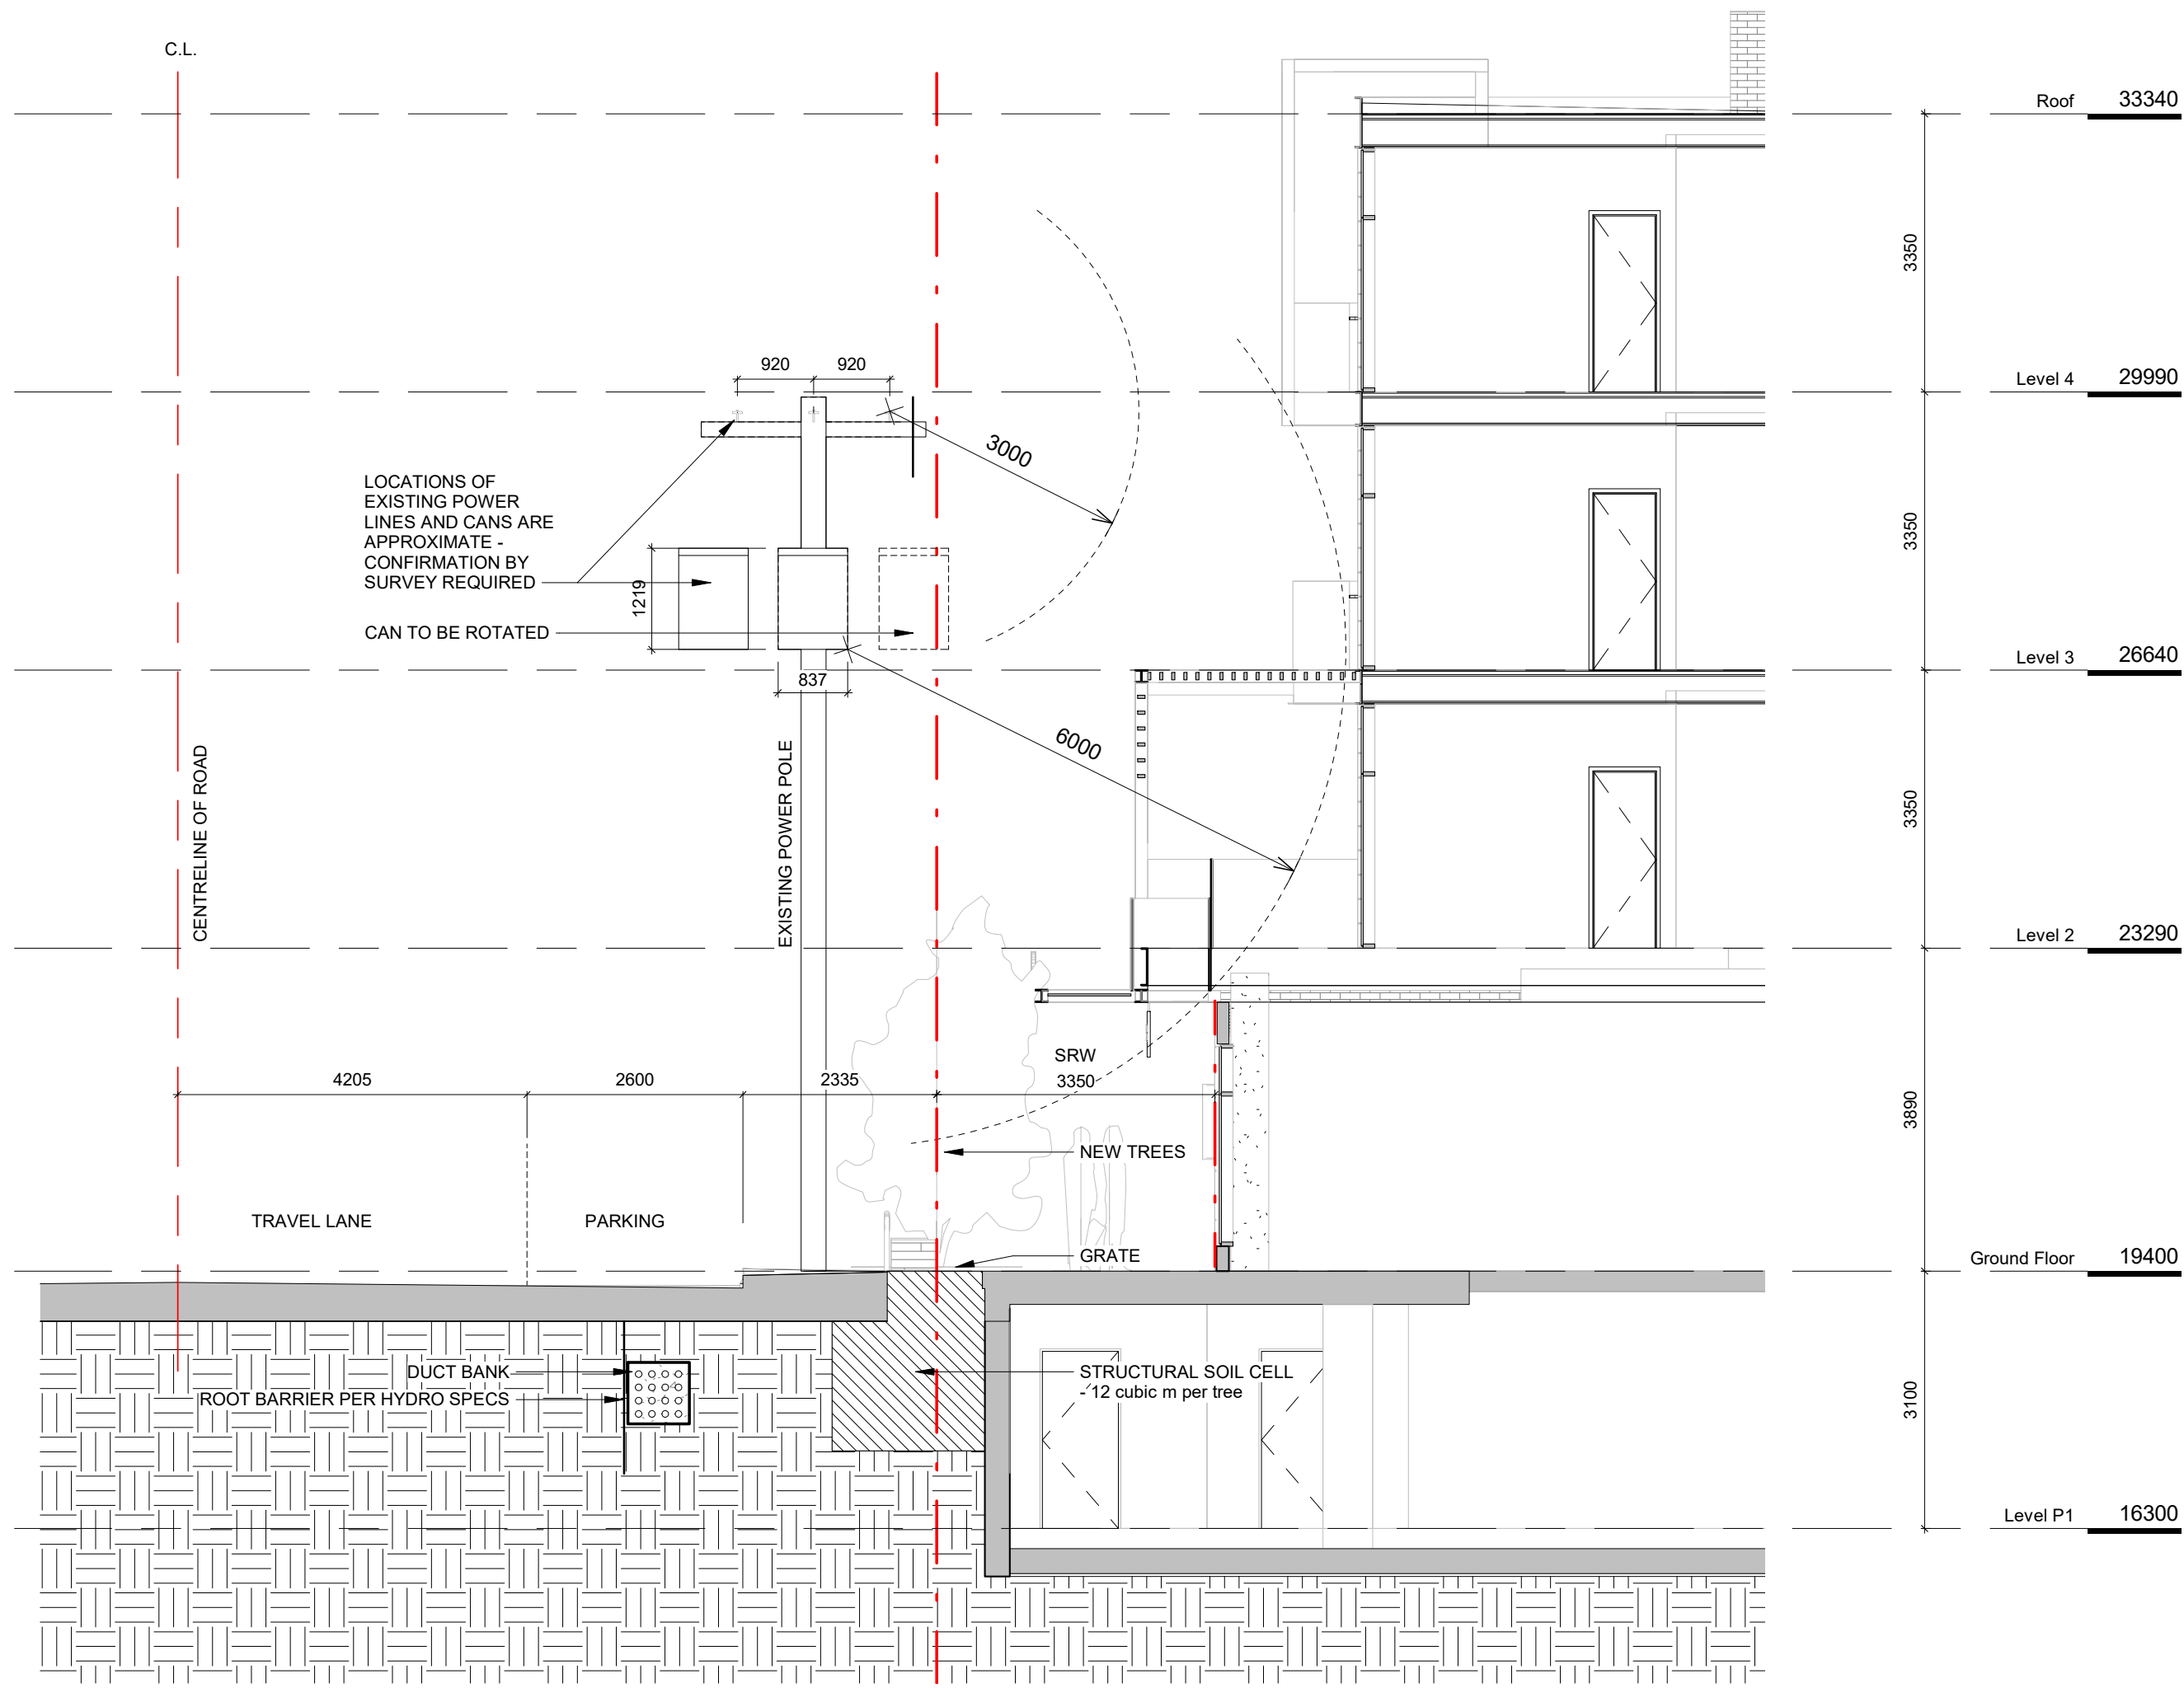 C.L.
Roof 33340
3350
920 920
Level 4 29990
3000
LOCATIONS OF
EXISTING POWER
LINES AND CANS ARE
APPROXIMATE -
CONFIRMATION BY
SURVEY REQUIRED
3350
1219
CAN TO BE ROTATED
Level 3 26640
837
6000
CENTRELINE OF ROAD
EXISTING POWER POLE
3350
Level 2 23290
SRW
4205 2600 2335 3350
3890
NEW TREES
TRAVEL LANE PARKING
GRATE
Ground Floor 19400
DUCT BANK
ROOT BARRIER PER HYDRO SPECS
STRUCTURAL SOIL CELL
- 12 cubic m per tree
3100
Level P1 16300